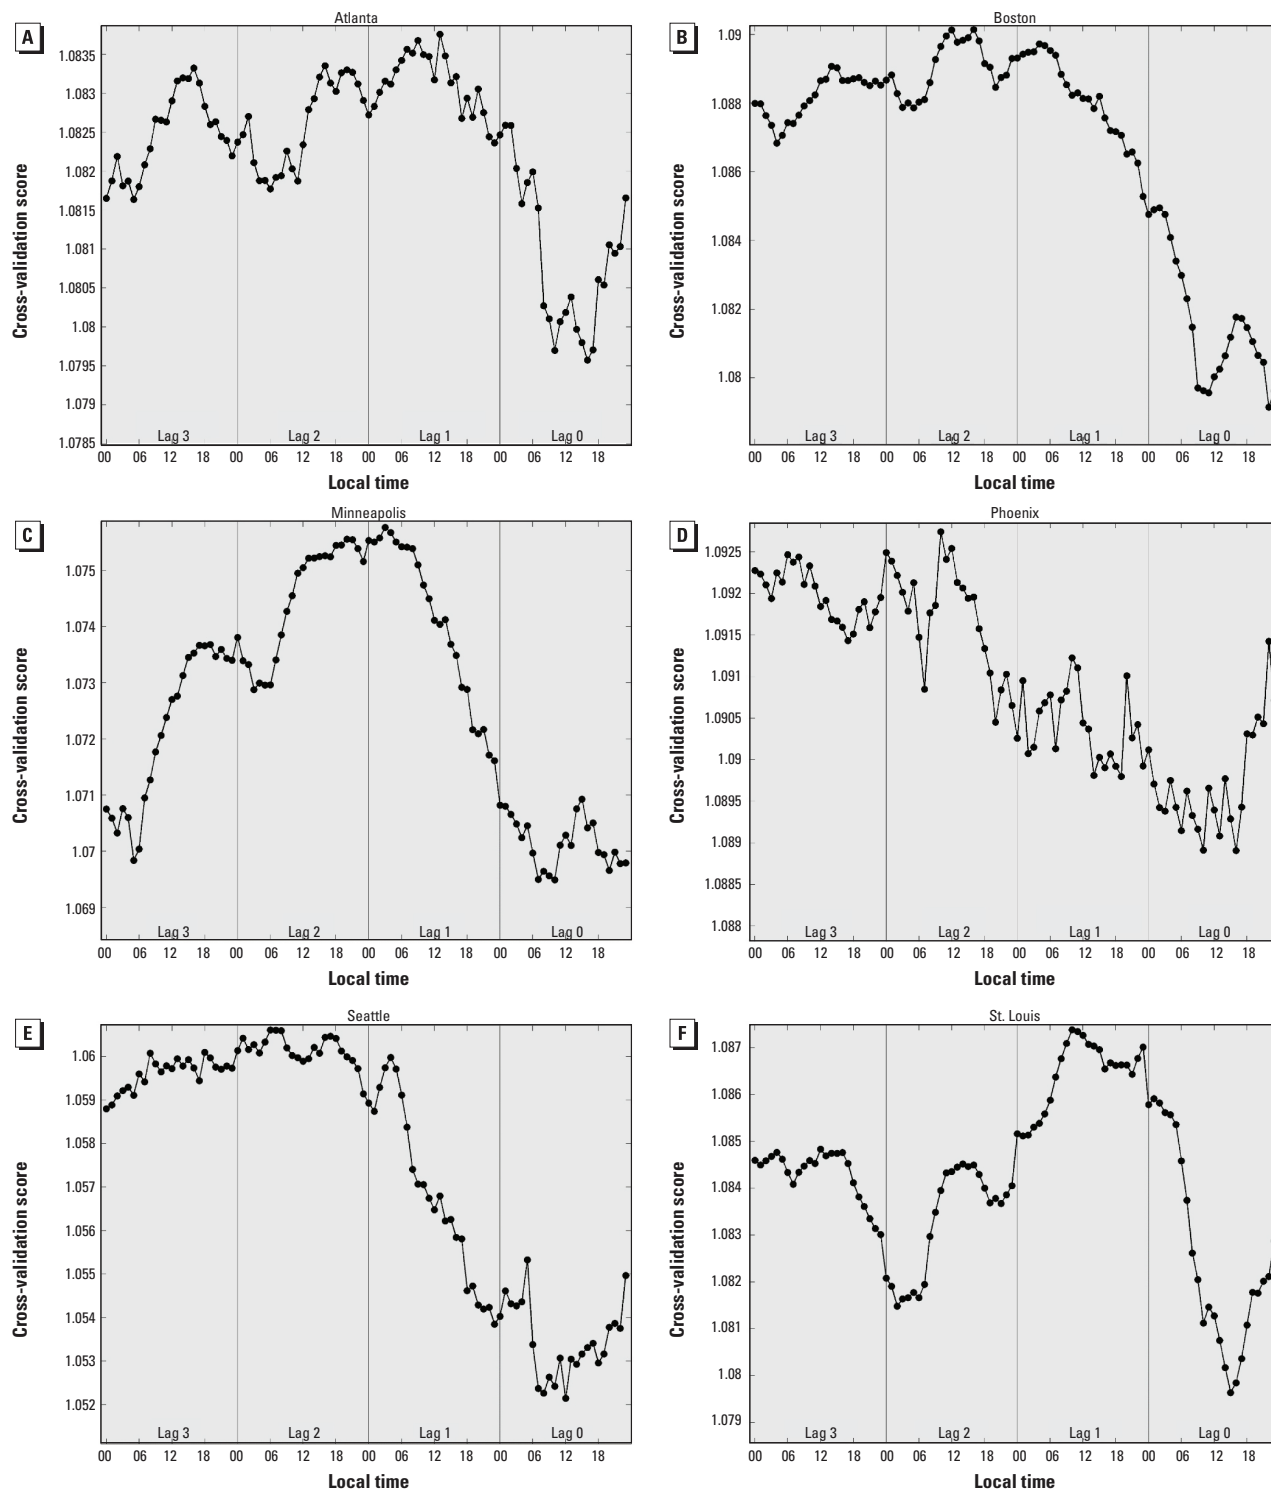 A
Atlanta
Cross-validation score
1.0835
1.083
1.0825
1.082
1.0815
1.081
1.0805
1.08
1.0795
1.079
1.0785
Lag 3
Lag 2
Lag 1
Lag 0
00 06 12 18 00 06 12 18 00 06 12 18 00 06 12 18
Local time
B
Boston
Cross-validation score
1.09
1.088
1.086
1.084
1.082
1.08
Lag 3
Lag 2
Lag 1
Lag 0
00 06 12 18 00 06 12 18 00 06 12 18 00 06 12 18
Local time
C
Minneapolis
Cross-validation score
1.075
1.074
1.073
1.072
1.071
1.07
1.069
Lag 3
Lag 2
Lag 1
Lag 0
00 06 12 18 00 06 12 18 00 06 12 18 00 06 12 18
Local time
D
Phoenix
Cross-validation score
1.0925
1.092
1.0915
1.091
1.0905
1.09
1.0895
1.089
1.0885
1.088
Lag 3
Lag 2
Lag 1
Lag 0
00 06 12 18 00 06 12 18 00 06 12 18 00 06 12 18
Local time
E
Seattle
Cross-validation score
1.06
1.059
1.058
1.057
1.056
1.055
1.054
1.053
1.052
Lag 3
Lag 2
Lag 1
Lag 0
00 06 12 18 00 06 12 18 00 06 12 18 00 06 12 18
Local time
F
St. Louis
Cross-validation score
1.087
1.086
1.085
1.084
1.083
1.082
1.081
1.08
1.079
Lag 3
Lag 2
Lag 1
Lag 0
00 06 12 18 00 06 12 18 00 06 12 18 00 06 12 18
Local time